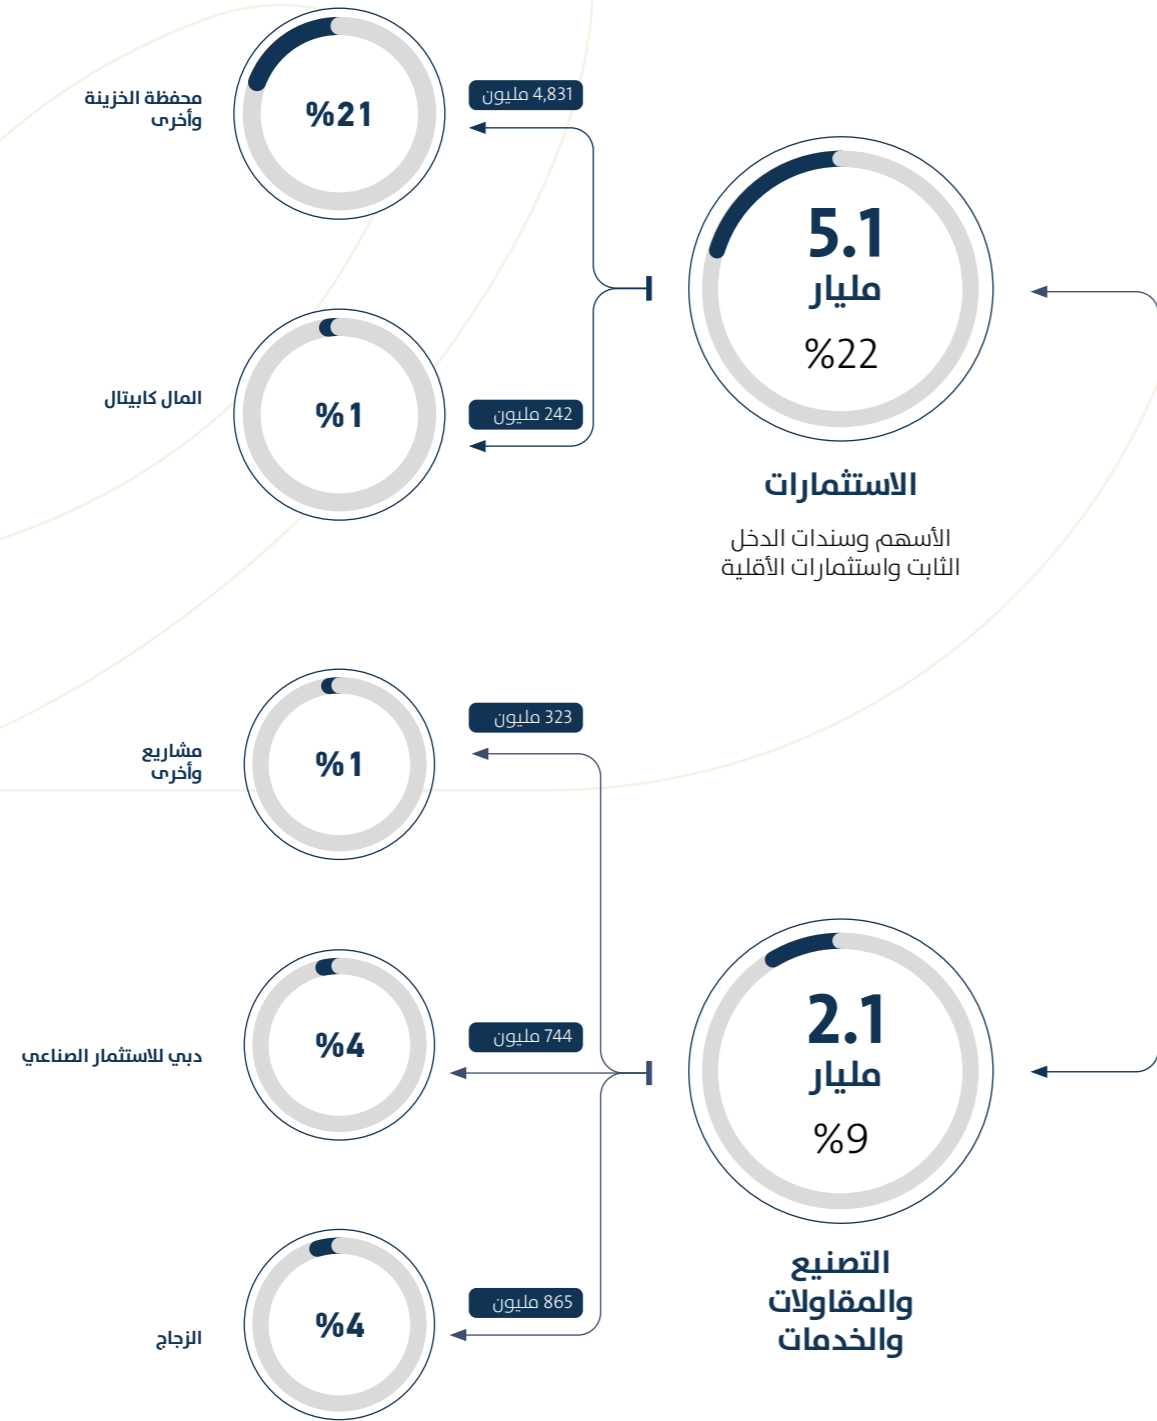 5.1
مليار
%22
الاستثمارات
الأسهم وسندات الدخل
الثابت واستثمارات الأقلية
4,831 مليون
%21
محفظة الخزينة
وأخرى
242 مليون
%1
المال كابيتال
2.1
مليار
%9
التصنيع
والمقاولات
والخدمات
323 مليون
%1
مشاريع
وأخرى
744 مليون
%4
دبي للاستثمار الصناعي
865 مليون
%4
الزجاج